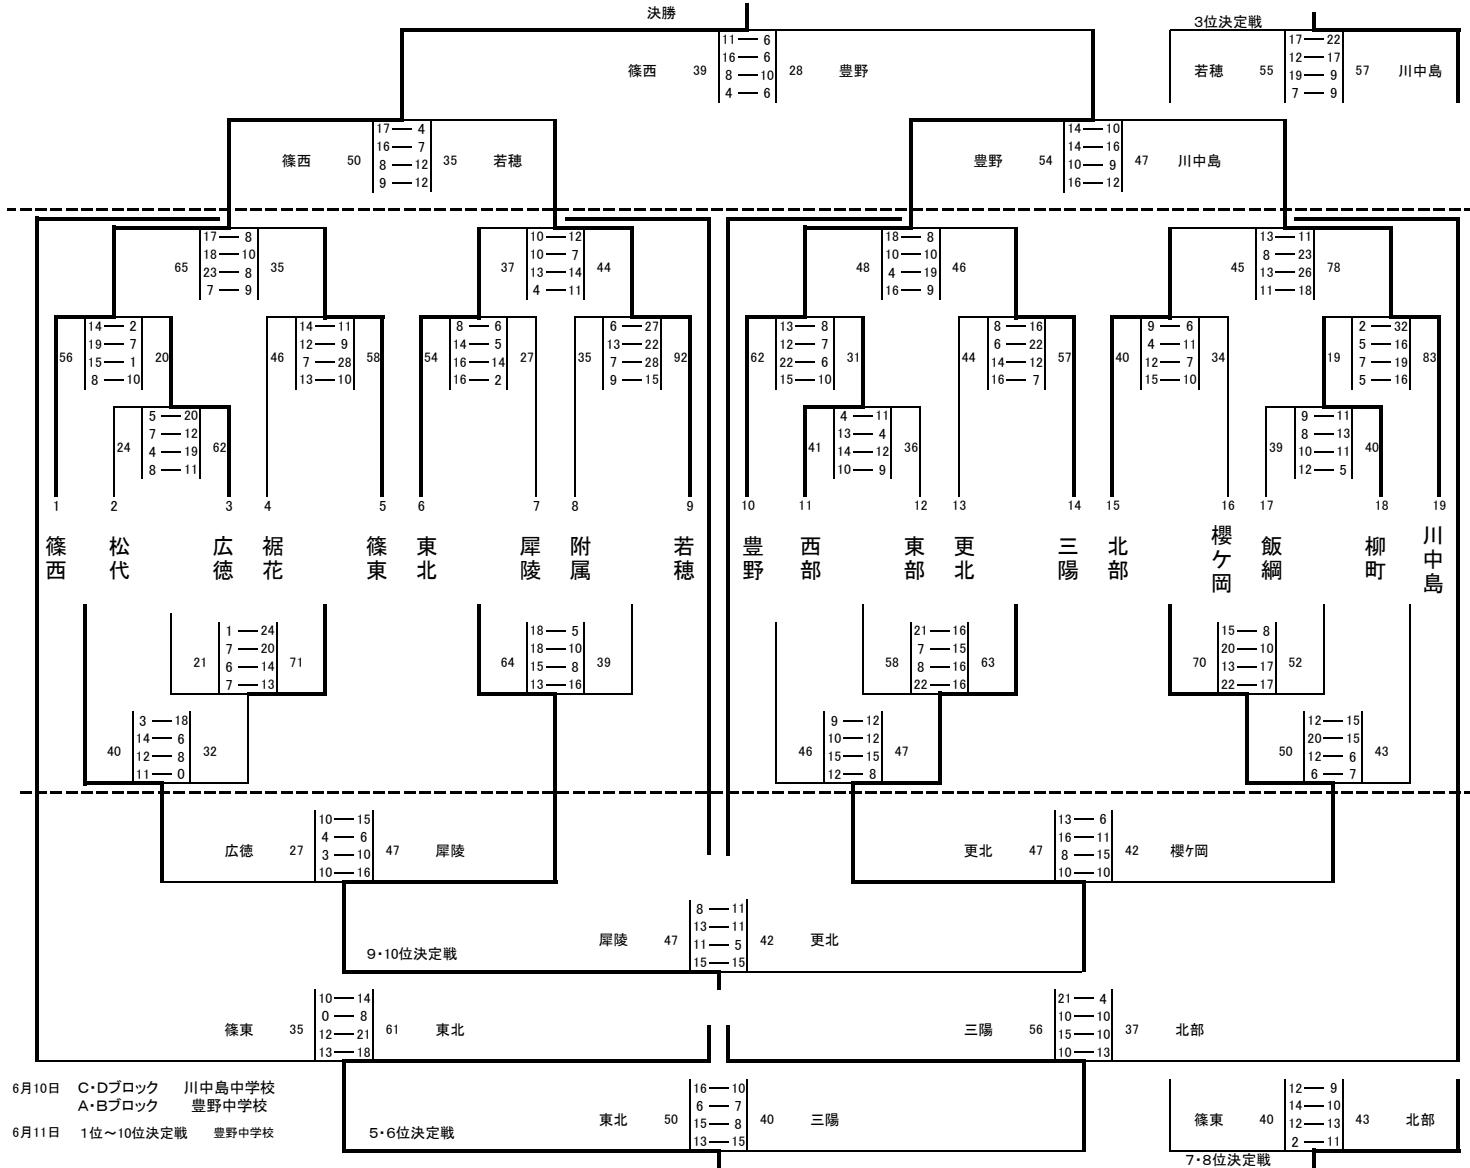 決勝
3位決定戦
11 — 6
16 — 6
8 — 10
4 — 6
篠西 39 28 豊野
17 — 22
12 — 17
19 — 9
7 — 9
若穂 55 57 川中島
17 — 4
16 — 7
8 — 12
9 — 12
篠西 50 35 若穂
14 — 10
14 — 16
10 — 9
16 — 12
豊野 54 47 川中島
17 — 8
18 — 10
23 — 8
7 — 9
65 35
10 — 12
10 — 7
13 — 14
4 — 11
37 44
18 — 8
10 — 10
4 — 19
16 — 9
48 46
13 — 11
8 — 23
13 — 26
11 — 18
45 78
14 — 2
19 — 7
15 — 1
8 — 10
56 20
14 — 11
12 — 9
7 — 28
13 — 10
46 58
8 — 6
14 — 5
16 — 14
16 — 2
54 27
6 — 27
13 — 22
7 — 28
9 — 15
35 92
13 — 8
12 — 7
22 — 6
15 — 10
62 31
8 — 16
6 — 22
14 — 12
16 — 7
44 57
9 — 6
4 — 11
12 — 7
15 — 10
40 34
2 — 32
5 — 16
7 — 19
5 — 16
19 83
5 — 20
7 — 12
4 — 19
8 — 11
24 62
4 — 11
13 — 4
14 — 12
10 — 9
41 36
9 — 11
8 — 13
10 — 11
12 — 5
39 40
1 2 3 4 5 6 7 8 9 10 11 12 13 14 15 16 17 18 19
篠西
松代
広徳
裾花
篠東
東北
犀陵
附属
若穂
豊野
西部
東部
更北
三陽
北部
櫻ケ岡
飯綱
柳町
川中島
1 — 24
7 — 20
6 — 14
7 — 13
21 71
18 — 5
18 — 10
15 — 8
13 — 16
64 39
21 — 16
7 — 15
8 — 16
22 — 16
58 63
15 — 8
20 — 10
13 — 17
22 — 17
70 52
3 — 18
14 — 6
12 — 8
11 — 0
40 32
9 — 12
10 — 12
15 — 15
12 — 8
46 47
12 — 15
20 — 15
12 — 6
6 — 7
50 43
10 — 15
4 — 6
3 — 10
10 — 16
広徳 27 47 犀陵
13 — 6
16 — 11
8 — 15
10 — 10
更北 47 42 櫻ケ岡
8 — 11
13 — 11
11 — 5
15 — 15
犀陵 47 42 更北
9・10位決定戦
10 — 14
0 — 8
12 — 21
13 — 18
篠東 35 61 東北
21 — 4
10 — 10
15 — 10
10 — 13
三陽 56 37 北部
6月10日 C・Dブロック 川中島中学校
A・Bブロック 豊野中学校
6月11日 1位～10位決定戦 豊野中学校
16 — 10
6 — 7
15 — 8
13 — 15
東北 50 40 三陽
5・6位決定戦
12 — 9
14 — 10
12 — 13
2 — 11
篠東 40 43 北部
7・8位決定戦